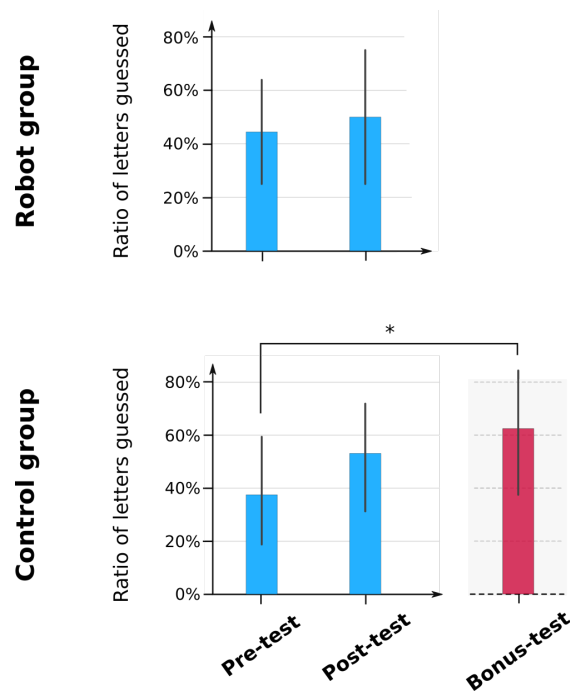 Robot group
Ratio of letters guessed
80%
60%
40%
20%
0%
*
Control group
Ratio of letters guessed
80%
60%
40%
20%
0%
Pre-test
Post-test
Bonus-test